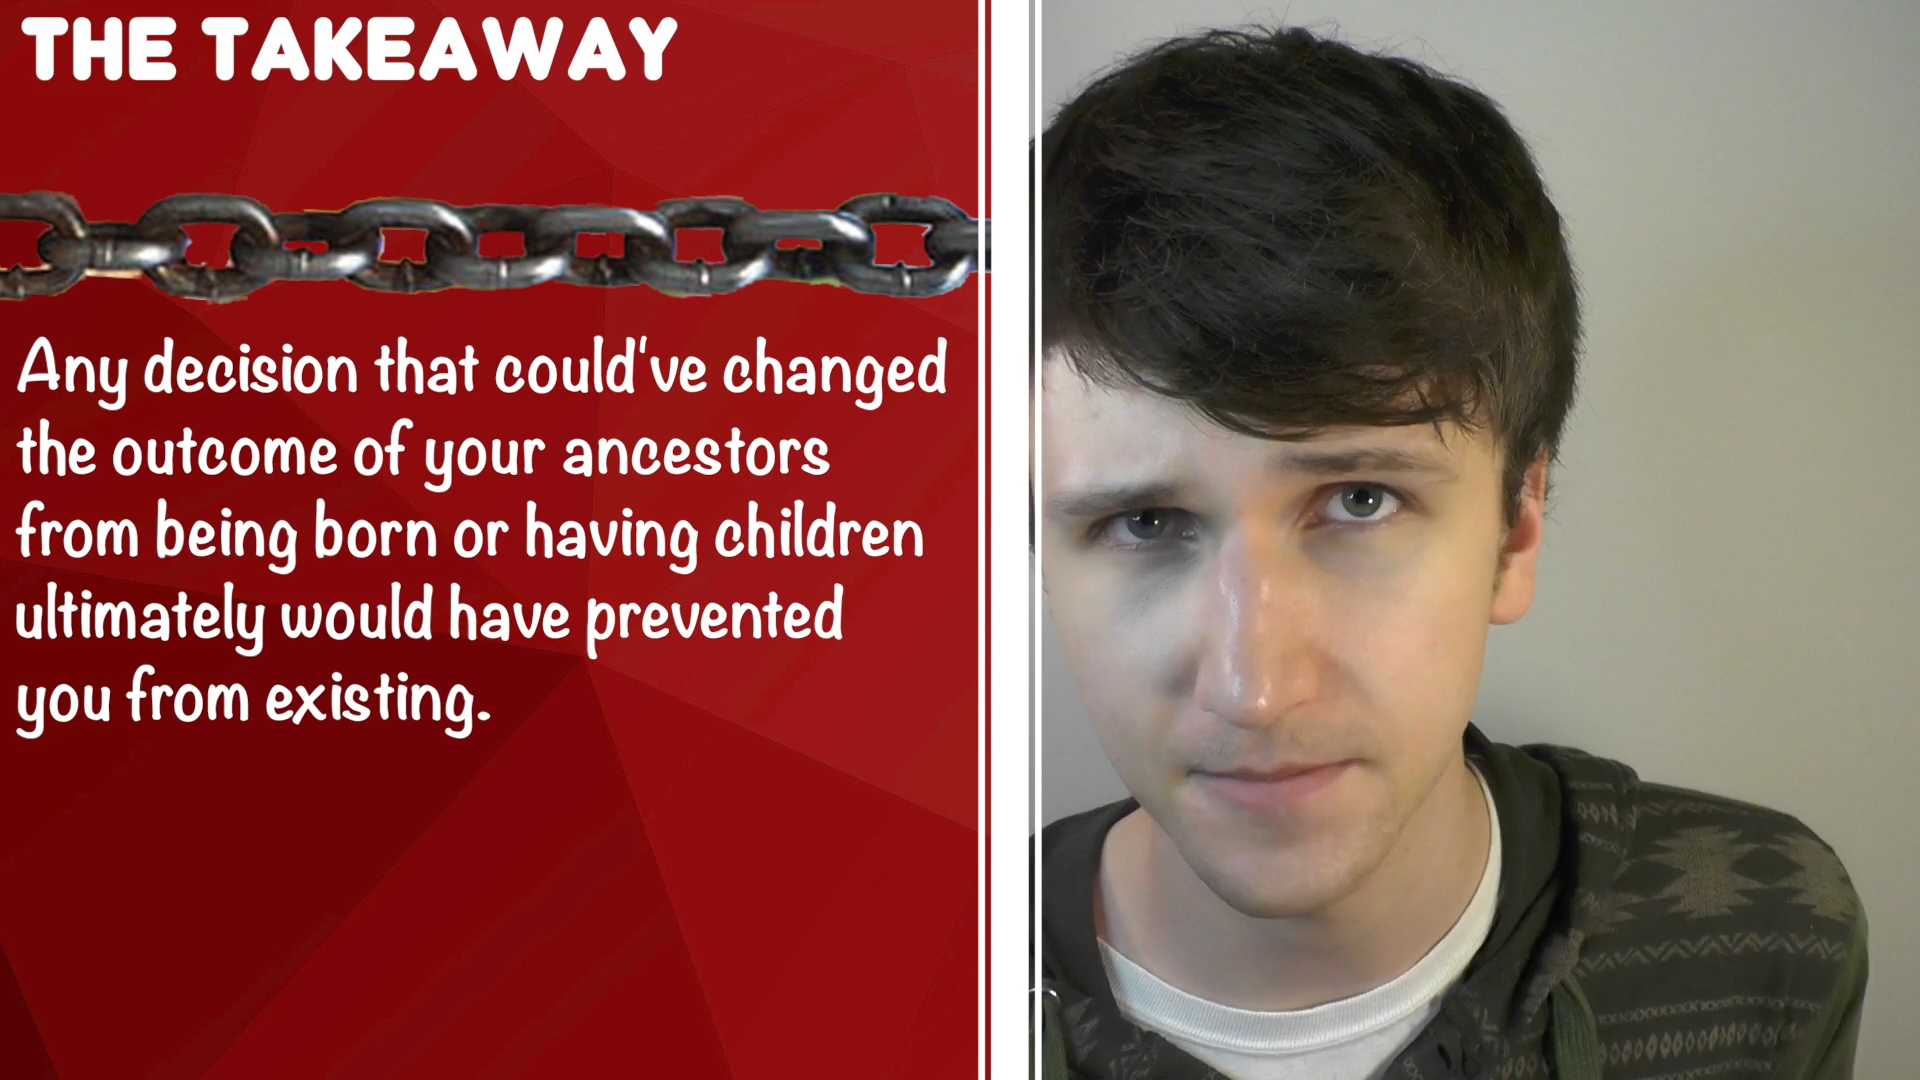 THE TAKEAWAY
Any decision that could've changed
the outcome of your ancestors
from being born or having children
ultimately would have prevented
you from existing.